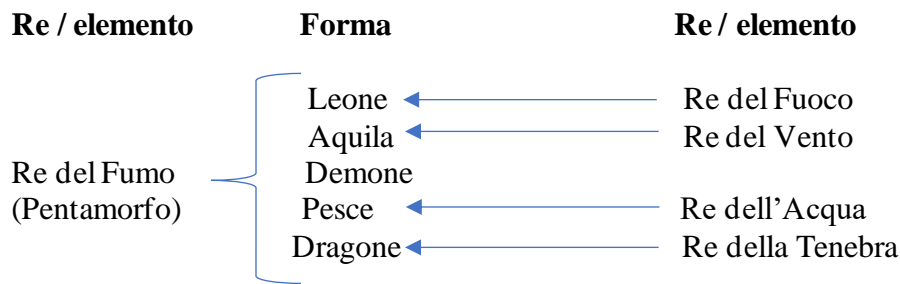 Re / elemento Forma Re / elemento
Leone Re del Fuoco
Aquila Re del Vento
Re del Fumo Demone
(Pentamorfo) Pesce Re dell’Acqua
Dragone Re della Tenebra